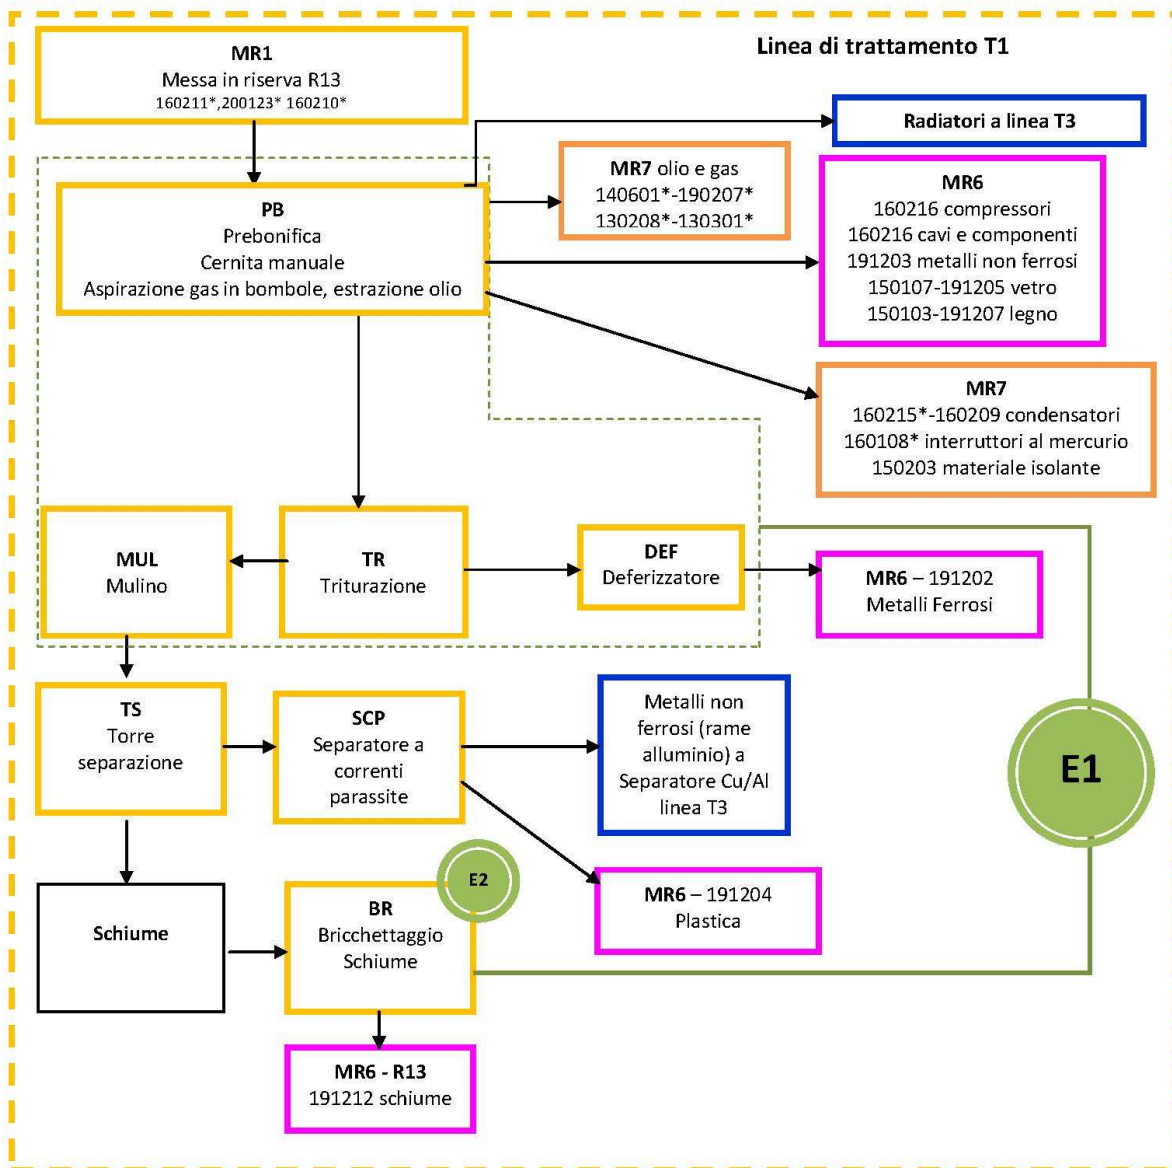 Linea di trattamento T1
MR1
Messa in riserva R13
160211*,200123* 160210*
Radiatori a linea T3
MR7 olio e gas
140601*-190207*
130208*-130301*
MR6
160216 compressori
160216 cavi e componenti
191203 metalli non ferrosi
150107-191205 vetro
150103-191207 legno
PB
Prebonifica
Cernita manuale
Aspirazione gas in bombole, estrazione olio
MR7
160215*-160209 condensatori
160108* interruttori al mercurio
150203 materiale isolante
MUL
Mulino
TR
Triturazione
DEF
Deferizzatore
MR6 – 191202
Metalli Ferrosi
TS
Torre
separazione
SCP
Separatore a
correnti
parassite
Metalli non
ferrosi (rame
alluminio) a
Separatore Cu/Al
linea T3
E1
E2
MR6 – 191204
Plastica
Schiume
BR
Bricchettaggio
Schiume
MR6 - R13
191212 schiume